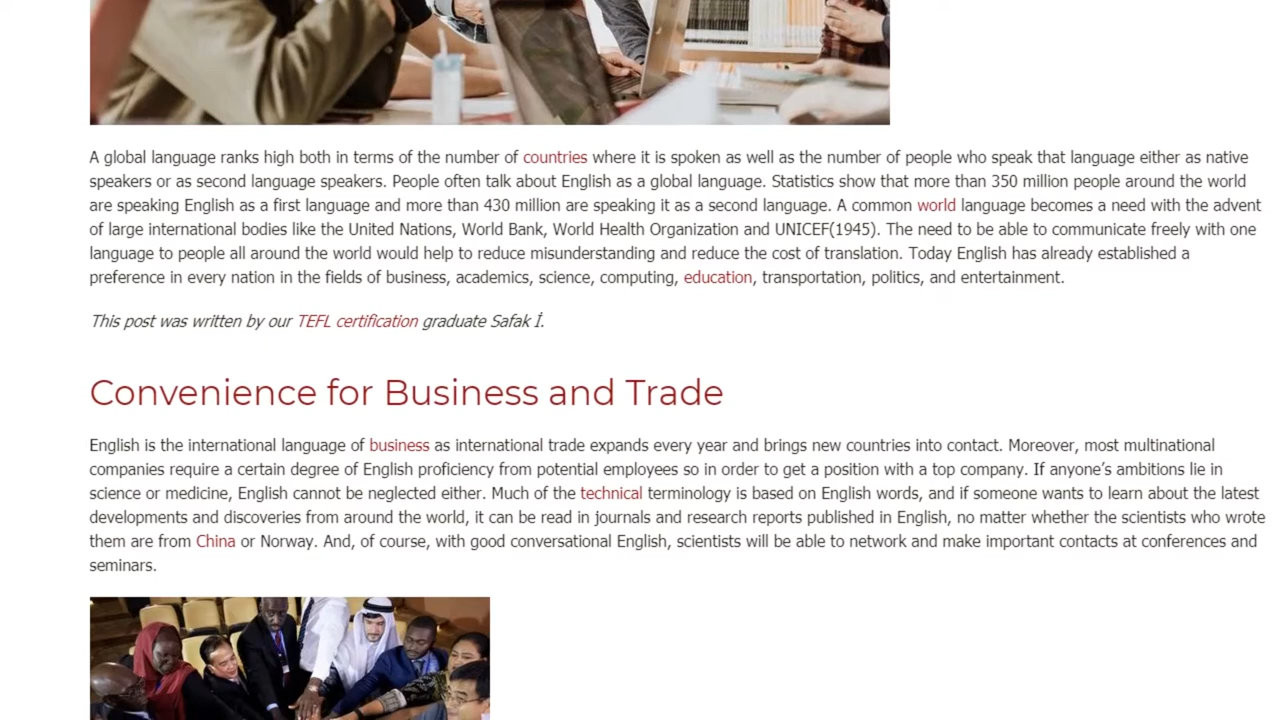 A global language ranks high both in terms of the number of countries where it is spoken as well as the number of people who speak that language either as native
speakers or as second language speakers. People often talk about English as a global language. Statistics show that more than 350 million people around the world
are speaking English as a first language and more than 430 million are speaking it as a second language. A common world language becomes a need with the advent
of large international bodies like the United Nations, World Bank, World Health Organization and UNICEF(1945). The need to be able to communicate freely with one
language to people all around the world would help to reduce misunderstanding and reduce the cost of translation. Today English has already established a
preference in every nation in the fields of business, academics, science, computing, education, transportation, politics, and entertainment.
This post was written by our TEFL certification graduate Safak İ.
Convenience for Business and Trade
English is the international language of business as international trade expands every year and brings new countries into contact. Moreover, most multinational
companies require a certain degree of English proficiency from potential employees so in order to get a position with a top company. If anyone’s ambitions lie in
science or medicine, English cannot be neglected either. Much of the technical terminology is based on English words, and if someone wants to learn about the latest
developments and discoveries from around the world, it can be read in journals and research reports published in English, no matter whether the scientists who wrote
them are from China or Norway. And, of course, with good conversational English, scientists will be able to network and make important contacts at conferences and
seminars.